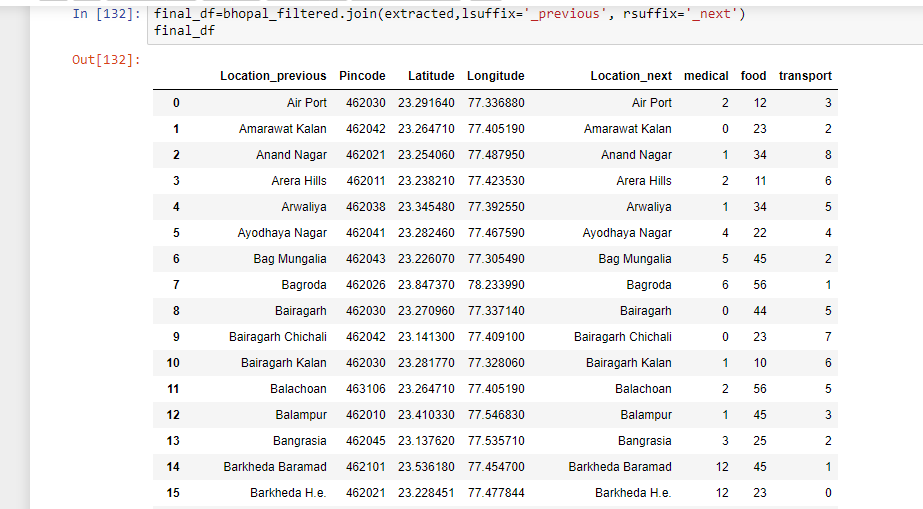 In [132]: final_df=bhopal_filtered.join(extracted,lsuffix='_previous', rsuffix='_next')
final_df
Out[132]:
Location_previous Pincode Latitude Longitude Location_next medical food transport
0 Air Port 462030 23.291640 77.336880 Air Port 2 12 3
1 Amarawat Kalan 462042 23.264710 77.405190 Amarawat Kalan 0 23 2
2 Anand Nagar 462021 23.254060 77.487950 Anand Nagar 1 34 8
3 Arera Hills 462011 23.238210 77.423530 Arera Hills 2 11 6
4 Arwaliya 462038 23.345480 77.392550 Arwaliya 1 34 5
5 Ayodhaya Nagar 462041 23.282460 77.467590 Ayodhaya Nagar 4 22 4
6 Bag Mungalia 462043 23.226070 77.305490 Bag Mungalia 5 45 2
7 Bagroda 462026 23.847370 78.233990 Bagroda 6 56 1
8 Bairagarh 462030 23.270960 77.337140 Bairagarh 0 44 5
9 Bairagarh Chichali 462042 23.141300 77.409100 Bairagarh Chichali 0 23 7
10 Bairagarh Kalan 462030 23.281770 77.328060 Bairagarh Kalan 1 10 6
11 Balachoan 463106 23.264710 77.405190 Balachoan 2 56 5
12 Balampur 462010 23.410330 77.546830 Balampur 1 45 3
13 Bangrasia 462045 23.137620 77.535710 Bangrasia 3 25 2
14 Barkheda Baramad 462101 23.536180 77.454700 Barkheda Baramad 12 45 1
15 Barkheda H.e. 462021 23.228451 77.477844 Barkheda H.e. 12 23 0